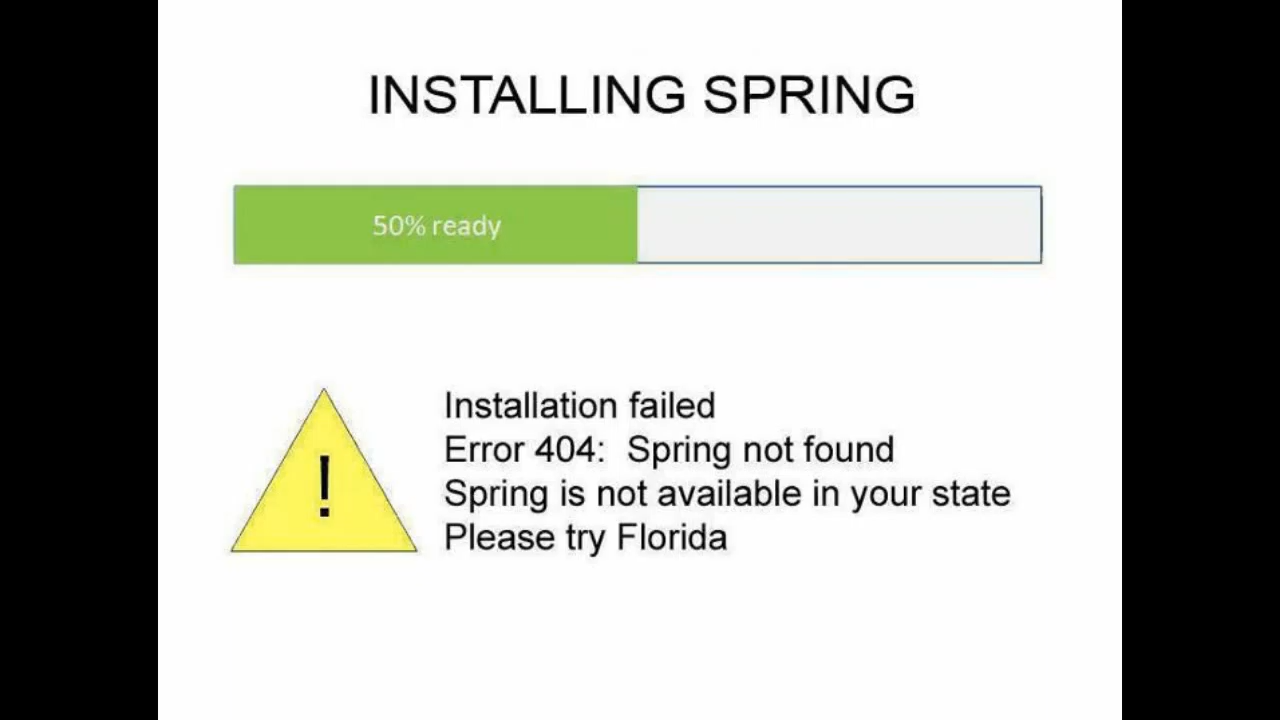 INSTALLING SPRING
50% ready
!
Installation failed
Error 404: Spring not found
Spring is not available in your state
Please try Florida